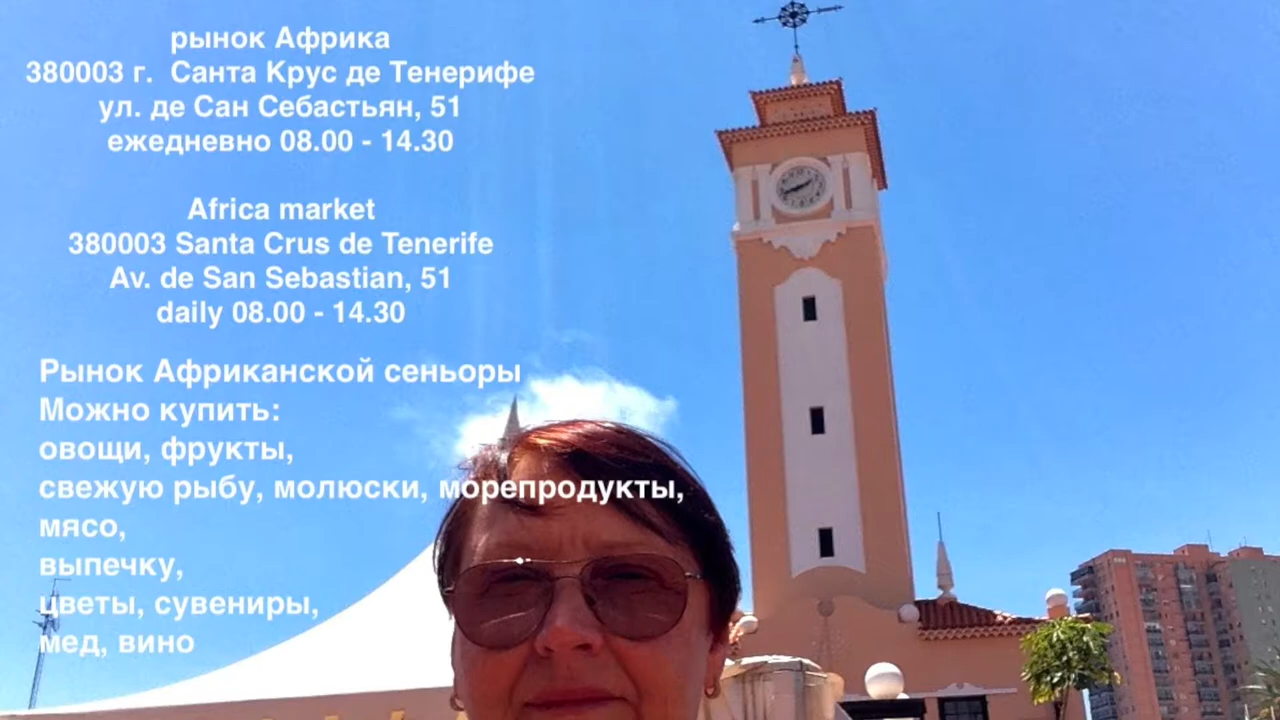 рынок Африка
380003 г. Санта Крус де Тенерифе
ул. де Сан Себастьян, 51
ежедневно 08.00 - 14.30
Africa market
380003 Santa Crus de Tenerife
Av. de San Sebastian, 51
daily 08.00 - 14.30
Рынок Африканской сеньоры
Можно купить:
овощи, фрукты,
свежую рыбу, молюски, морепродукты,
мясо,
выпечку,
цветы, сувениры,
мед, вино